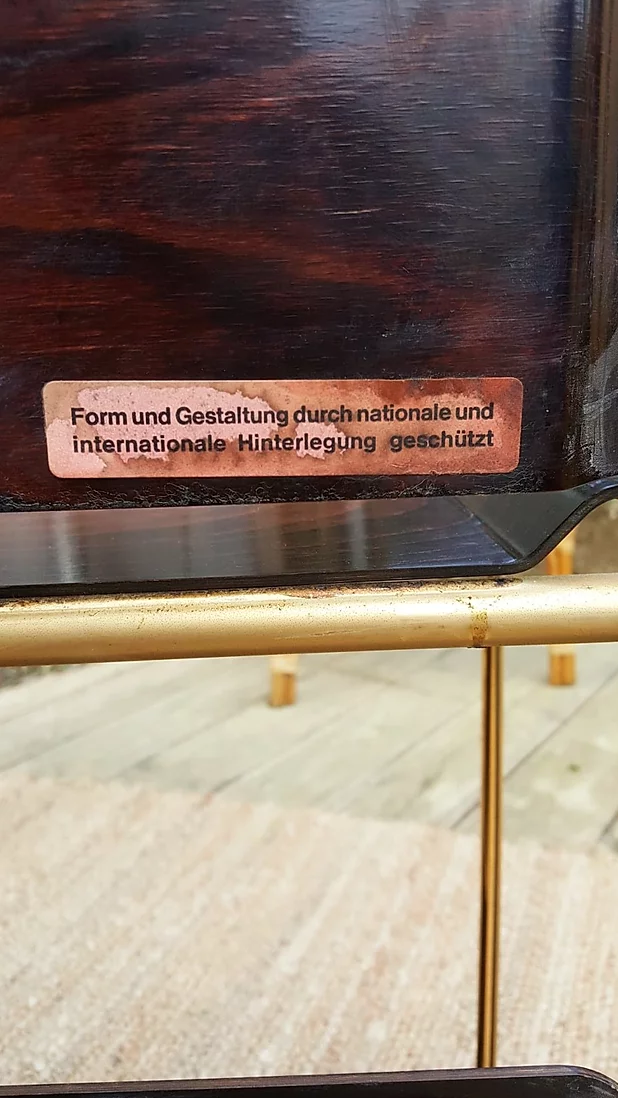 Form und Gestaltung durch nationale und
internationale Hinterlegung geschützt